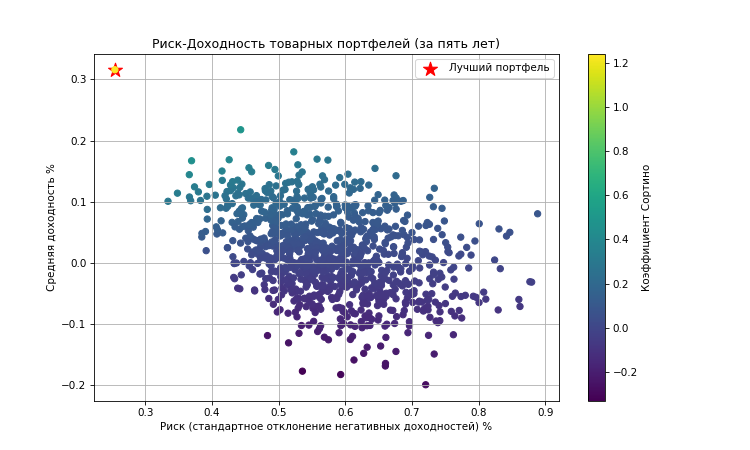 Риск-Доходность товарных портфелей (за пять лет)
Лучший портфель
Средняя доходность %
0.3
0.2
0.1
0.0
−0.1
−0.2
0.3 0.4 0.5 0.6 0.7 0.8 0.9
Риск (стандартное отклонение негативных доходностей) %
1.2
1.0
0.8
0.6
0.4
0.2
0.0
−0.2
Коэффициент Сортино